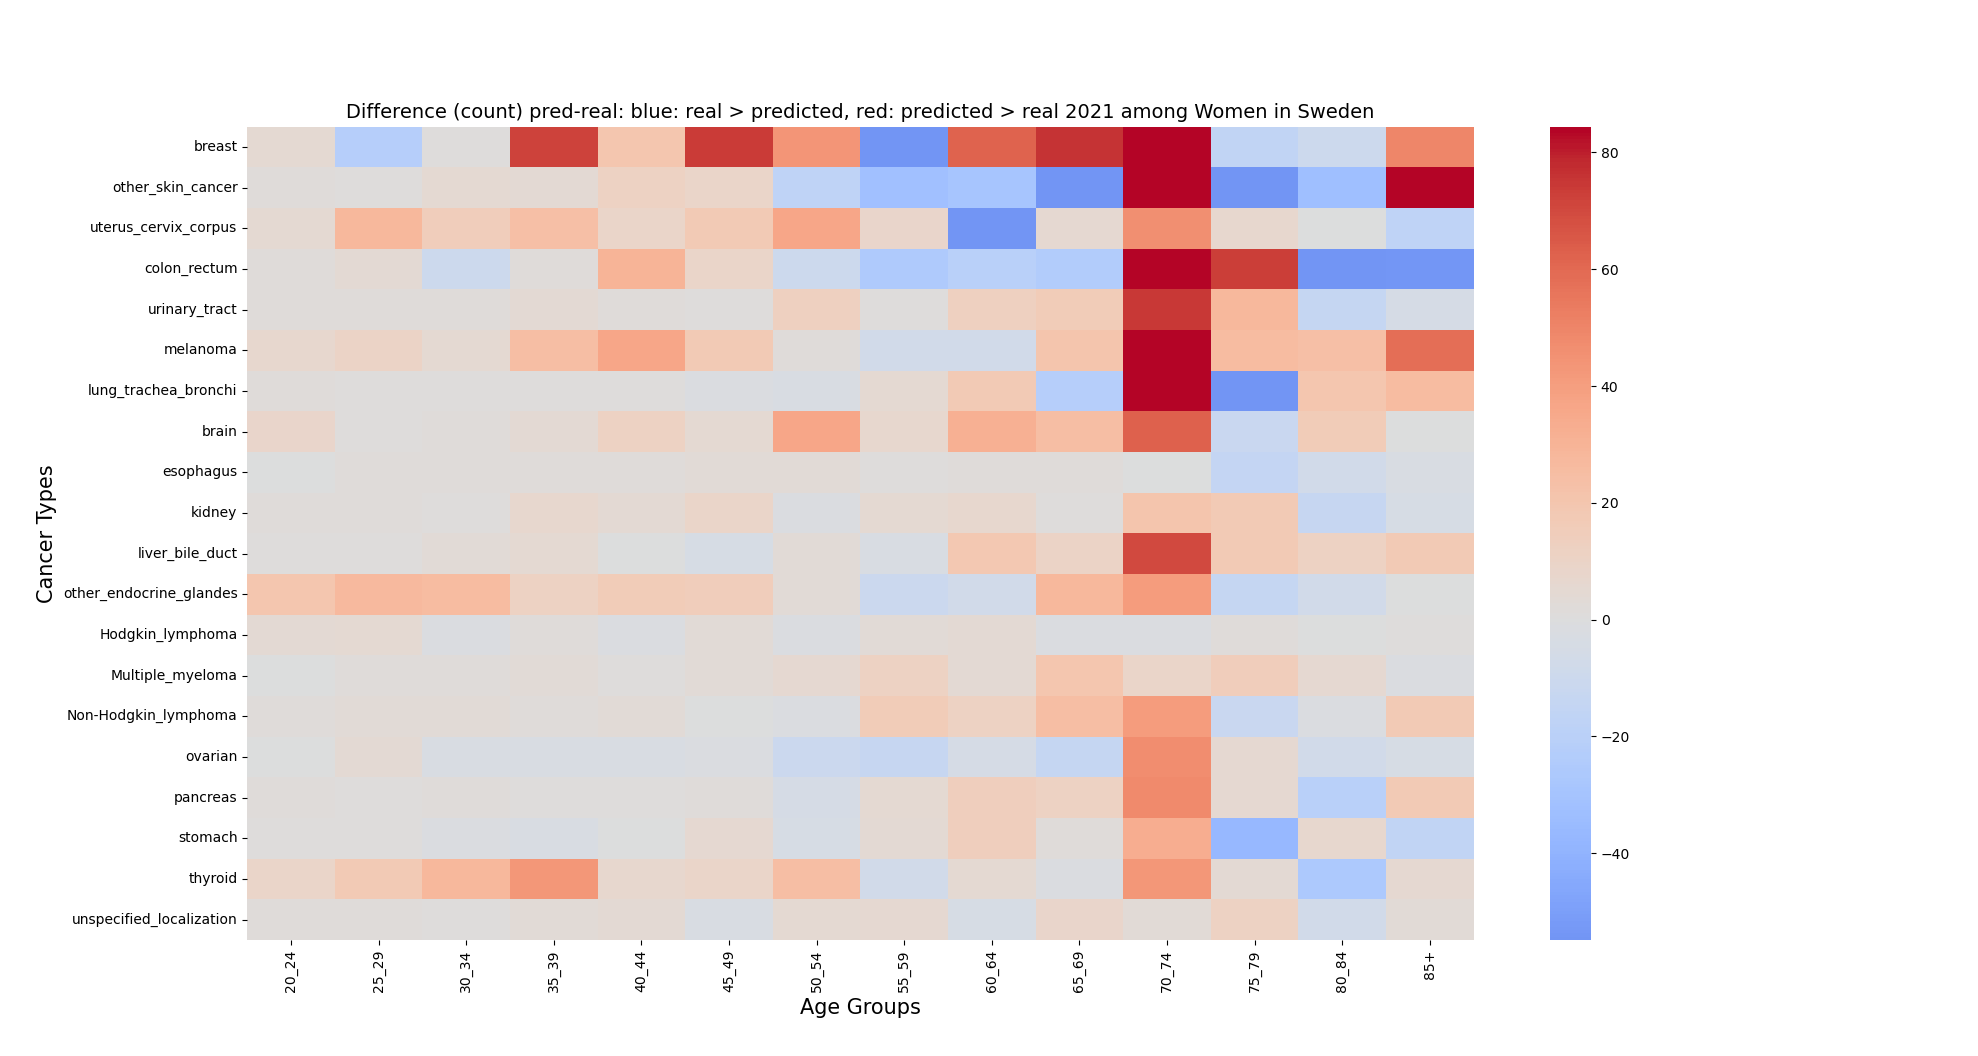 Difference (count) pred-real: blue: real > predicted, red: predicted > real 2021 among Women in Sweden
Cancer Types
breast
other_skin_cancer
uterus_cervix_corpus
colon_rectum
urinary_tract
melanoma
lung_trachea_bronchi
brain
esophagus
kidney
liver_bile_duct
other_endocrine_glandes
Hodgkin_lymphoma
Multiple_myeloma
Non-Hodgkin_lymphoma
ovarian
pancreas
stomach
thyroid
unspecified_localization
20_24
25_29
30_34
35_39
40_44
45_49
50_54
55_59
60_64
65_69
70_74
75_79
80_84
85+
Age Groups
80
60
40
20
0
−20
−40